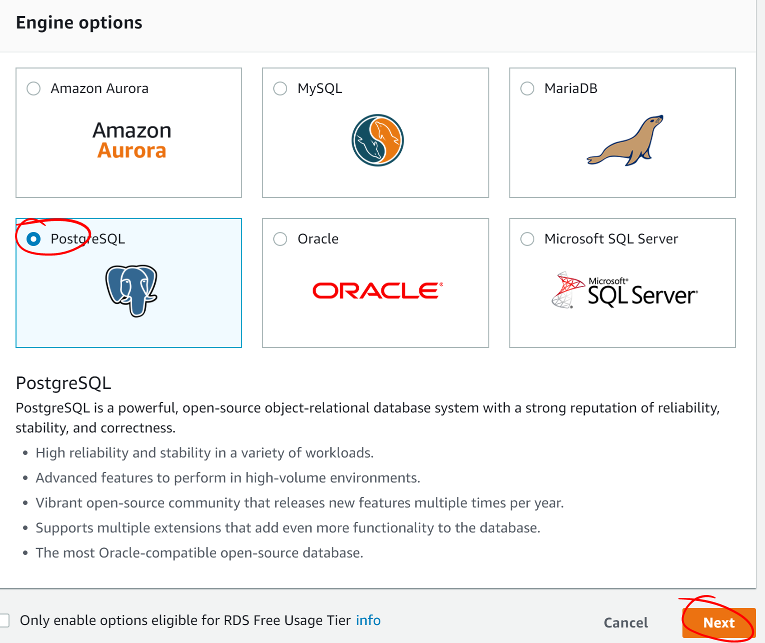 Engine options
Amazon Aurora
MySQL
MariaDB
Amazon
Aurora
PostgreSQL
Oracle
Microsoft SQL Server
ORACLE®
Microsoft®
SQL Server®
PostgreSQL
PostgreSQL is a powerful, open-source object-relational database system with a strong reputation of reliability,
stability, and correctness.
• High reliability and stability in a variety of workloads.
• Advanced features to perform in high-volume environments.
• Vibrant open-source community that releases new features multiple times per year.
• Supports multiple extensions that add even more functionality to the database.
• The most Oracle-compatible open-source database.
Only enable options eligible for RDS Free Usage Tier info
Cancel
Next